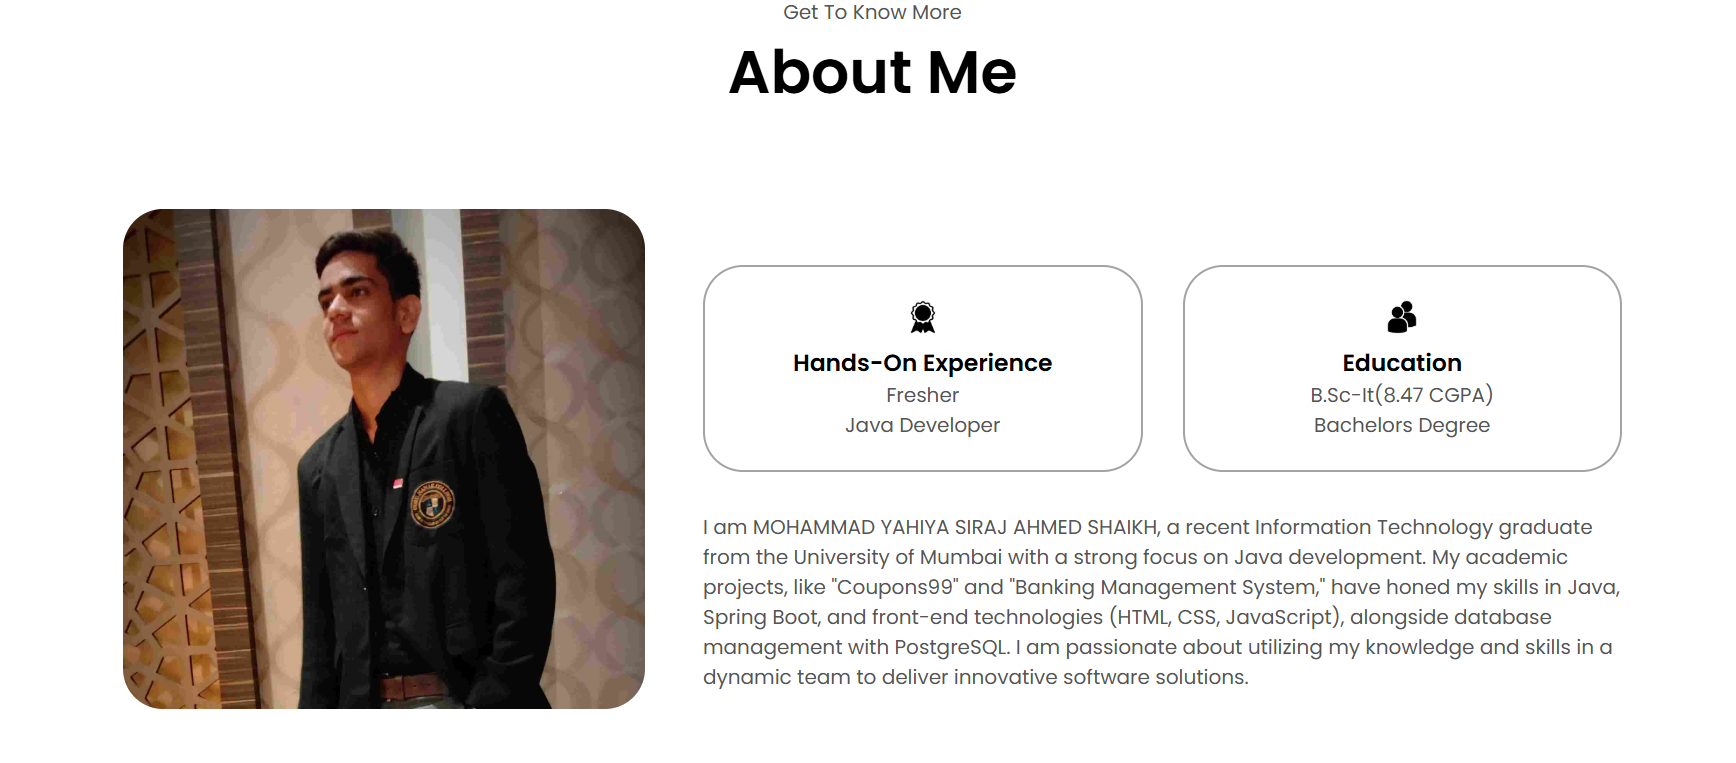 Get To Know More
About Me
Hands-On Experience
Fresher
Java Developer
Education
B.Sc-It(8.47 CGPA)
Bachelors Degree
I am MOHAMMAD YAHIYA SIRAJ AHMED SHAIKH, a recent Information Technology graduate
from the University of Mumbai with a strong focus on Java development. My academic
projects, like "Coupons99" and "Banking Management System," have honed my skills in Java,
Spring Boot, and front-end technologies (HTML, CSS, JavaScript), alongside database
management with PostgreSQL. I am passionate about utilizing my knowledge and skills in a
dynamic team to deliver innovative software solutions.